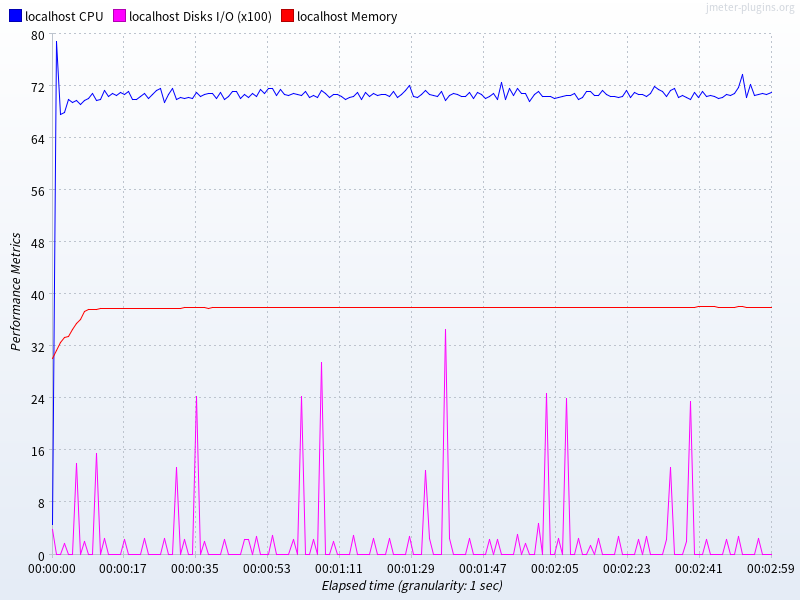 localhost CPU localhost Disks I/O (x100) localhost Memory
jmeter-plugins.org
80
72
64
56
48
40
32
24
16
8
0
Performance Metrics
00:00:00 00:00:17 00:00:35 00:00:53 00:01:11 00:01:29 00:01:47 00:02:05 00:02:23 00:02:41 00:02:59
Elapsed time (granularity: 1 sec)